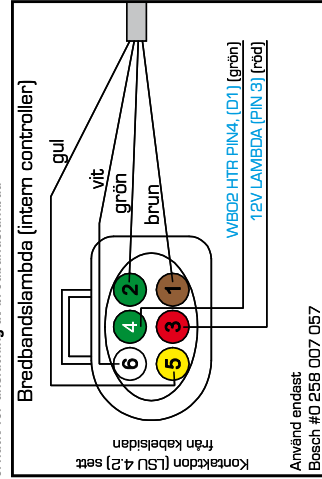 Bredbandslambda (intern controller)
gul
vit
grön
brun
6
4
2
5
3
1
WBO2 HTR PIN4, (D1) (grön)
12V LAMBDA (PIN 3) (röd)
Kontaktdon (LSU 4.2) sett
från kabelsidan
Använd endast
Bosch #0 258 007 057